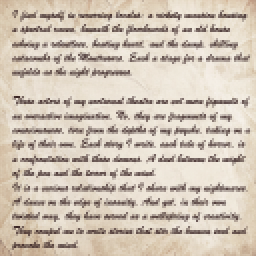 I find myself in recurring locales: a rickety mansion housing
a spectral raven, beneath the floorboards of an old house
echoing a relentless, beating heart, and the damp, chilling
catacombs of the Montresors. Each a stage for a drama that
unfolds as the night progresses.

These actors of my nocturnal theatre are not mere figments of
an overactive imagination. No, they are fragments of my
consciousness, torn from the depths of my psyche, taking on a
life of their own. Each story I write, each tale of horror, is
a confrontation with these demons. A duel between the might
of the pen and the terror of the mind.
It is a curious relationship that I share with my nightmares.
A dance on the edge of insanity. And yet, in their own
twisted way, they have served as a wellspring of creativity.
They compel me to write stories that stir the human soul and
provoke the mind.